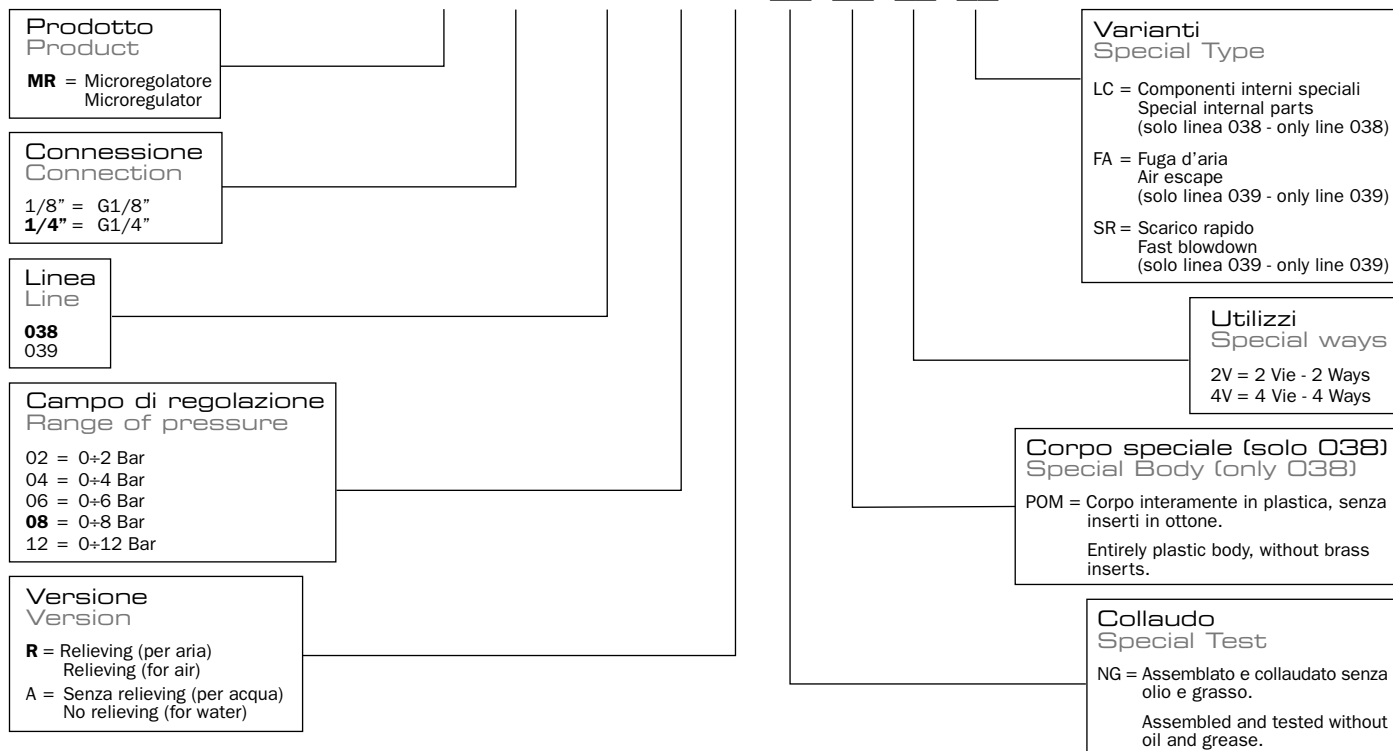 Prodotto
Product
MR = Microregolatore
Microregulator
Connessione
Connection
1/8” = G1/8”
1/4” = G1/4”
Linea
Line
038
039
Campo di regolazione
Range of pressure
02 = 0÷2 Bar
04 = 0÷4 Bar
06 = 0÷6 Bar
08 = 0÷8 Bar
12 = 0÷12 Bar
Versione
Version
R = Relieving (per aria)
Relieving (for air)
A = Senza relieving (per acqua)
No relieving (for water)
Varianti
Special Type
LC = Componenti interni speciali
Special internal parts
(solo linea 038 - only line 038)
FA = Fuga d’aria
Air escape
(solo linea 039 - only line 039)
SR = Scarico rapido
Fast blowdown
(solo linea 039 - only line 039)
Utilizzi
Special ways
2V = 2 Vie - 2 Ways
4V = 4 Vie - 4 Ways
Corpo speciale (solo 038)
Special Body (only 038)
POM = Corpo interamente in plastica, senza
inserti in ottone.
Entirely plastic body, without brass
inserts.
Collaudo
Special Test
NG = Assemblato e collaudato senza
olio e grasso.
Assembled and tested without
oil and grease.